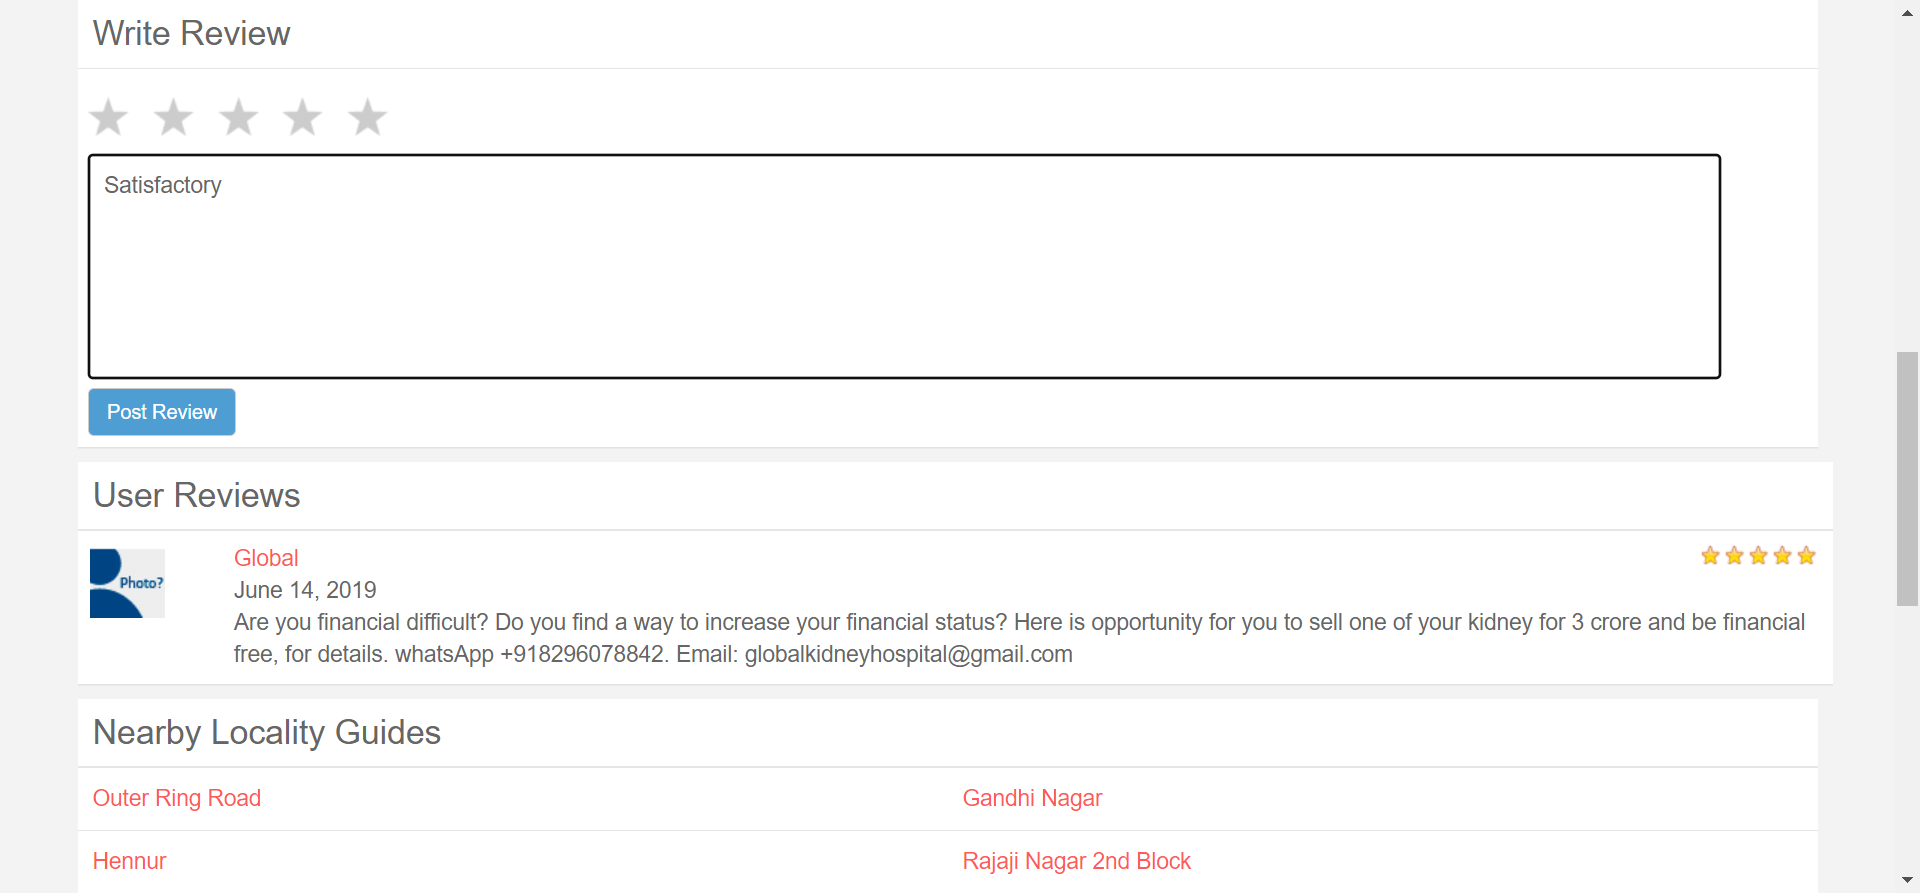 Write Review
Satisfactory
Post Review
User Reviews
Photo?
Global
June 14, 2019
Are you financial difficult? Do you find a way to increase your financial status? Here is opportunity for you to sell one of your kidney for 3 crore and be financial
free, for details. whatsApp +918296078842. Email: globalkidneyhospital@gmail.com
Nearby Locality Guides
Outer Ring Road
Gandhi Nagar
Hennur
Rajaji Nagar 2nd Block